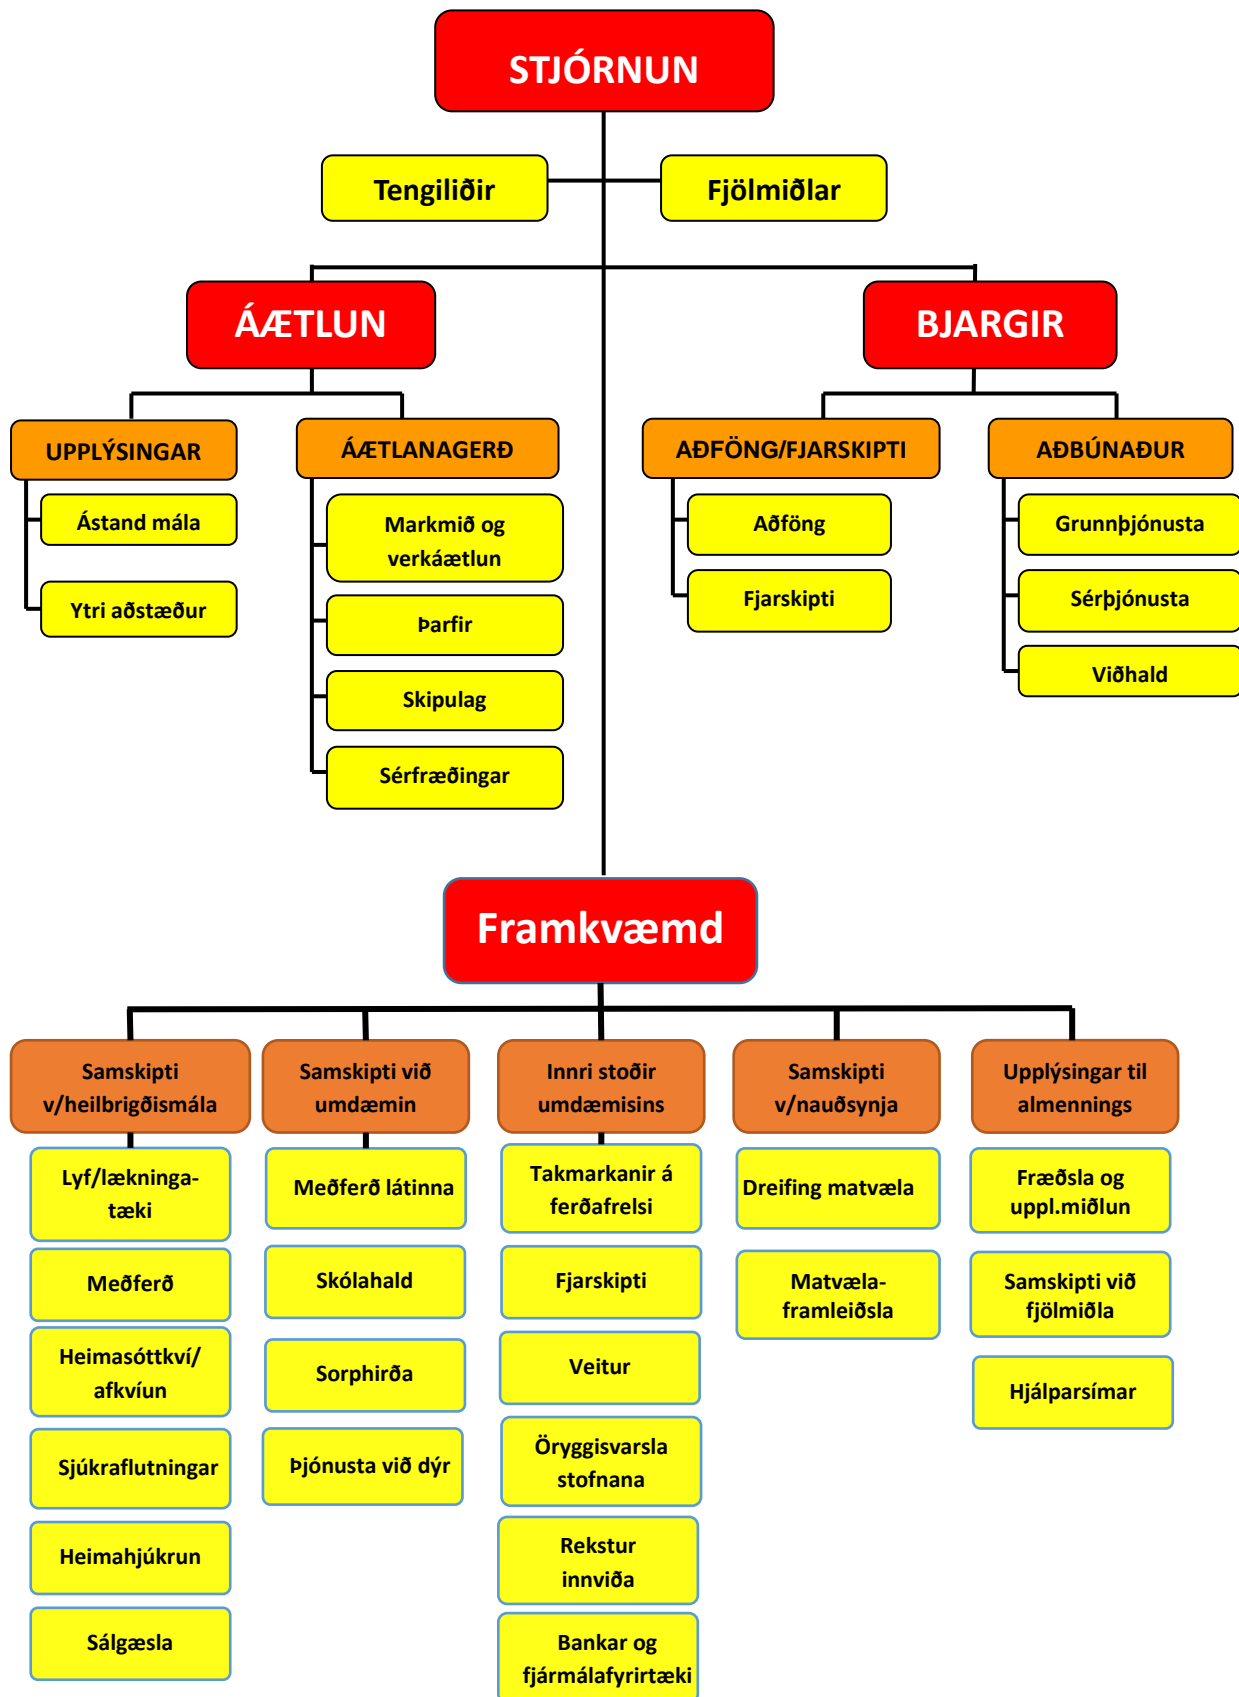 STJÓRNUN
Tengiliðir
Fjölmiðlar
ÁÆTLUN
BJARGIR
UPPLÝSINGAR
ÁÆTLANAGERÐ
AÐFÖNG/FJARSKIPTI
AÐBÚNAÐUR
Ástand mála
Ytri aðstæður
Markmið og
verkáætlun
Þarfir
Skipulag
Sérfræðingar
Aðföng
Fjarskipti
Grunnþjónusta
Sérþjónusta
Viðhald
Framkvæmd
Samskipti
v/heilbrigðismála
Samskipti við
umdæmin
Innri stoðir
umdæmisins
Samskipti
v/nauðsynja
Upplýsingar til
almennings
Lyf/lækninga-
tæki
Meðferð
Heimasóttkví/
afkvíun
Sjúkraflutningar
Heimahjúkrun
Sálgæsla
Meðferð látinna
Skólahald
Sorphirða
Þjónusta við dýr
Takmarkanir á
ferðafrelsi
Fjarskipti
Veitur
Öryggisvarsla
stofnana
Rekstur
innviða
Bankar og
fjármálafyrirtæki
Dreifing matvæla
Matvæla-
framleiðsla
Fræðsla og
uppl.miðlun
Samskipti við
fjölmiðla
Hjálparsímar